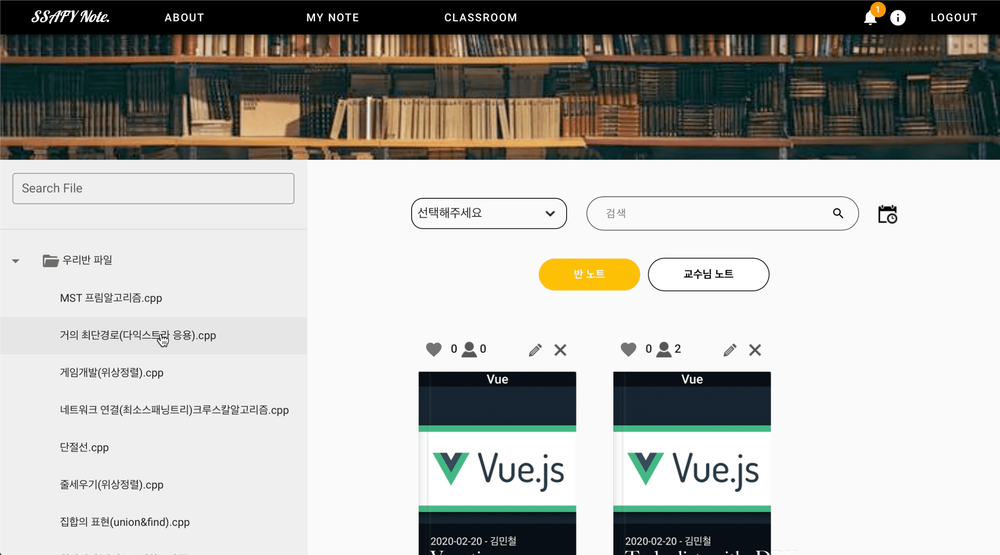 SSAFY Note.
ABOUT
MY NOTE
CLASSROOM
1
LOGOUT
Search File
우리반 파일
MST 프림알고리즘.cpp
거의 최단경로(다익스트라 응용).cpp
게임개발(위상정렬).cpp
네트워크 연결(최소스패닝트리)크루스칼알고리즘.cpp
단절선.cpp
줄세우기(위상정렬).cpp
집합의 표현(union&find).cpp
선택해주세요
검색
반 노트
교수님 노트
0 0
Vue
Vue.js
2020-02-20 - 김민철
0 2
Vue
Vue.js
2020-02-20 - 김민철